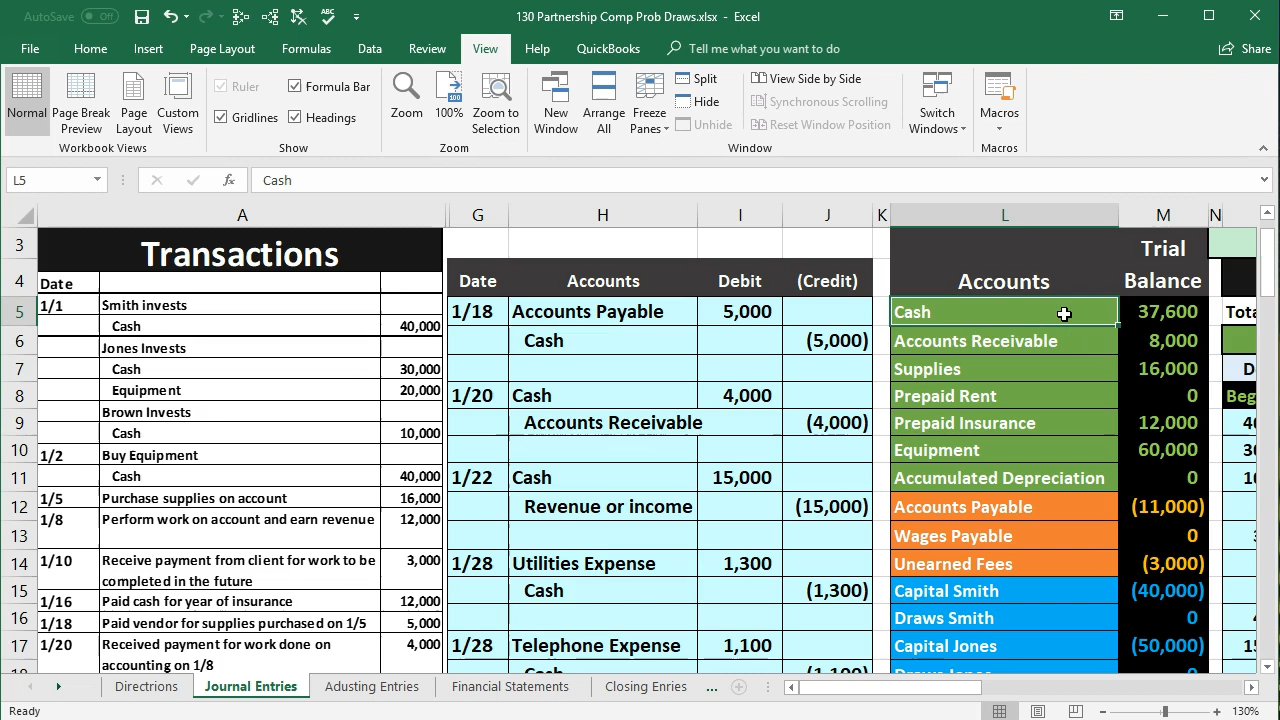 AutoSave Off 130 Partnership Comp Prob Draws.xlsx - Excel
File Home Insert Page Layout Formulas Data Review View Help QuickBooks Tell me what you want to do Share
Normal Page Break Preview Page Layout Custom Views
Workbook Views
Ruler Formula Bar
Gridlines Headings
Show
Zoom 100% Zoom to Selection
Zoom
New Window Arrange All Freeze Panes
Split
Hide
Unhide
View Side by Side
Synchronous Scrolling
Reset Window Position
Window
Switch Windows
Macros
Macros
L5 fx Cash
A G H I J K L M N
3 Transactions Trial
4 Date Date Accounts Debit (Credit) Accounts Balance
5 1/1 Smith invests 1/18 Accounts Payable 5,000 Cash 37,600 Tota
Cash 40,000
6 Cash (5,000) Accounts Receivable 8,000
Jones Invests
7 Cash 30,000 Supplies 16,000 D
8 Equipment 20,000 1/20 Cash 4,000 Prepaid Rent 0 Beg
9 Brown Invests Accounts Receivable (4,000) Prepaid Insurance 12,000
Cash 10,000
10 1/2 Buy Equipment Equipment 60,000
11 Cash 40,000 1/22 Cash 15,000 Accumulated Depreciation 0
12 1/5 Purchase supplies on account 16,000 Revenue or income (15,000) Accounts Payable (11,000)
13 1/8 Perform work on account and earn revenue 12,000 Wages Payable 0
14 1/10 Receive payment from client for work to be completed in the future 3,000 1/28 Utilities Expense 1,300 Unearned Fees (3,000)
15 1/16 Paid cash for year of insurance 12,000 Cash (1,300) Capital Smith (40,000)
16 1/18 Paid vendor for supplies purchased on 1/5 5,000 Draws Smith 0
17 1/20 Received payment for work done on accounting on 1/8 4,000 1/28 Telephone Expense 1,100 Capital Jones (50,000)
Directions Journal Entries Adusting Entries Financial Statements Closing Enries ...
Ready 130%